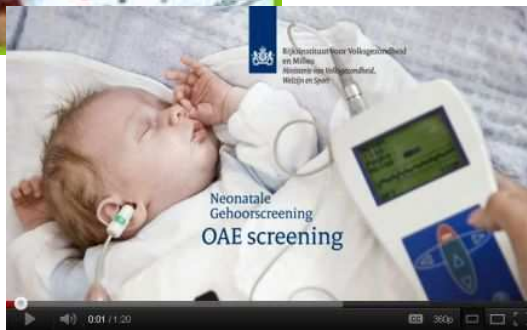 Rijksinstituut voor Volksgezondheid
en Milieu
Ministerie van Volksgezondheid,
Welzijn en Sport
Neonatale
Gehoorscreening
OAE screening
0:01 / 1:20
CC 360p